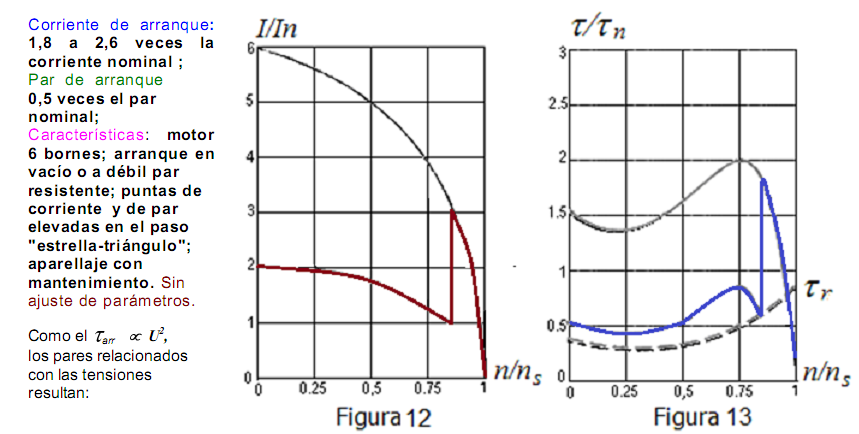 Corriente de arranque:
1,8 a 2,6 veces la
corriente nominal ;
Par de arranque
0,5 veces el par
nominal;
Características: motor
6 bornes; arranque en
vacío o a débil par
resistente; puntas de
corriente y de par
elevadas en el paso
"estrella-triángulo";
aparellaje con
mantenimiento. Sin
ajuste de parámetros.
Como el τarr ∝ U²,
los pares relacionados
con las tensiones
resultan:
I/In
6
5
4
3
2
1
0
0 0.25 0,5 0.75 1
n/ns
Figura 12
τ/τn
3
2.5
2
1.5
1
0.5
0
τr
0 0.25 0,5 0.75 1
n/ns
Figura 13